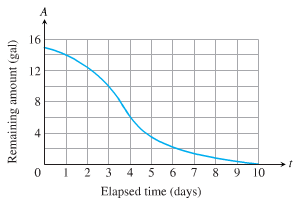 A
Remaining amount (gal)
16
12
8
4
0 1 2 3 4 5 6 7 8 9 10 t
Elapsed time (days)